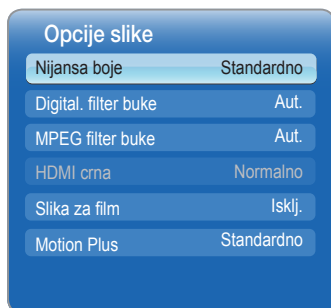 Opcije slike
Nijansa boje Standardno
Digital. filter buke Aut.
MPEG filter buke Aut.
HDMI crna Normalno
Slika za film Isklj.
Motion Plus Standardno